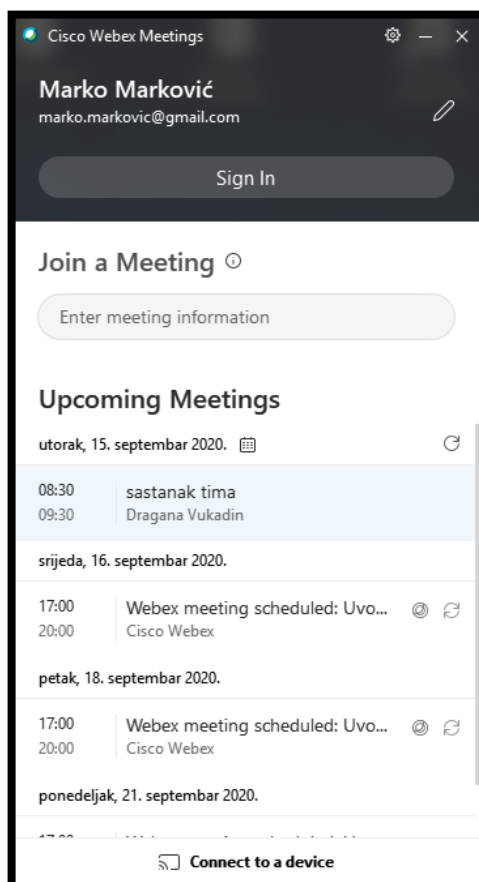 Cisco Webex Meetings
Marko Marković
marko.markovic@gmail.com
Sign In
Join a Meeting
Enter meeting information
Upcoming Meetings
utorak, 15. septembar 2020.
08:30 sastanak tima
09:30 Dragana Vukadin
srijeda, 16. septembar 2020.
17:00 Webex meeting scheduled: Uvo...
20:00 Cisco Webex
petak, 18. septembar 2020.
17:00 Webex meeting scheduled: Uvo...
20:00 Cisco Webex
ponedeljak, 21. septembar 2020.
Connect to a device